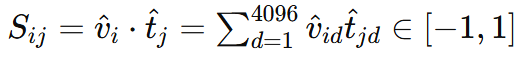 $S_{ij} = \hat{v}_i \cdot \hat{t}_j = \sum_{d=1}^{4096} \hat{v}_{id} \hat{t}_{jd} \in [-1, 1]$